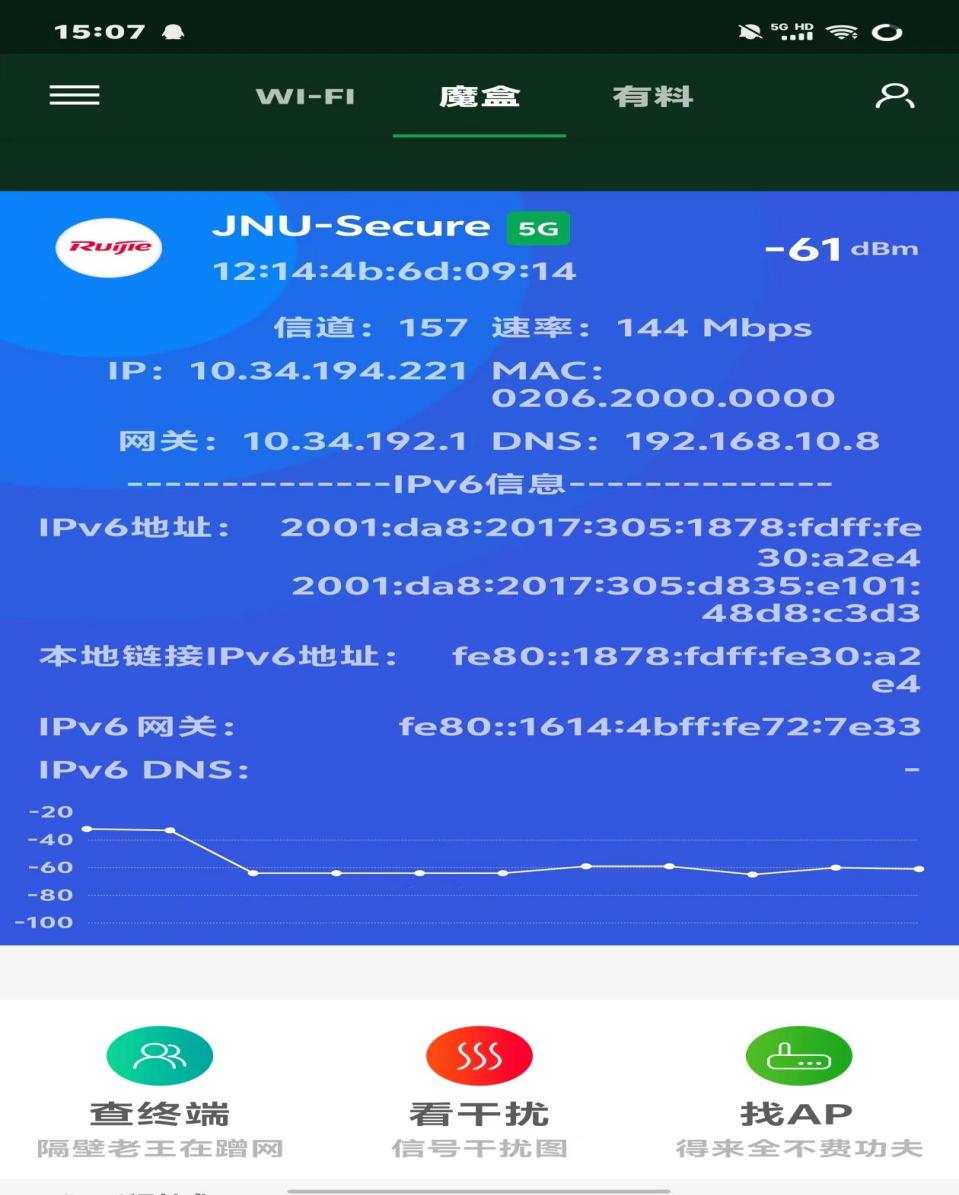 15:07
5G HD
WI-FI 魔盒 有料
Ruijie
JNU-Secure 5G
12:14:4b:6d:09:14
-61 dBm
信道： 157 速率： 144 Mbps
IP： 10.34.194.221 MAC：
0206.2000.0000
网关： 10.34.192.1 DNS： 192.168.10.8
--------------IPv6信息--------------
IPv6地址： 2001:da8:2017:305:1878:fdff:fe
30:a2e4
2001:da8:2017:305:d835:e101:
48d8:c3d3
本地链接IPv6地址： fe80::1878:fdff:fe30:a2
e4
IPv6 网关： fe80::1614:4bff:fe72:7e33
IPv6 DNS： -
-20
-40
-60
-80
-100
查终端 看干扰 找AP
隔壁老王在蹭网 信号干扰图 得来全不费功夫